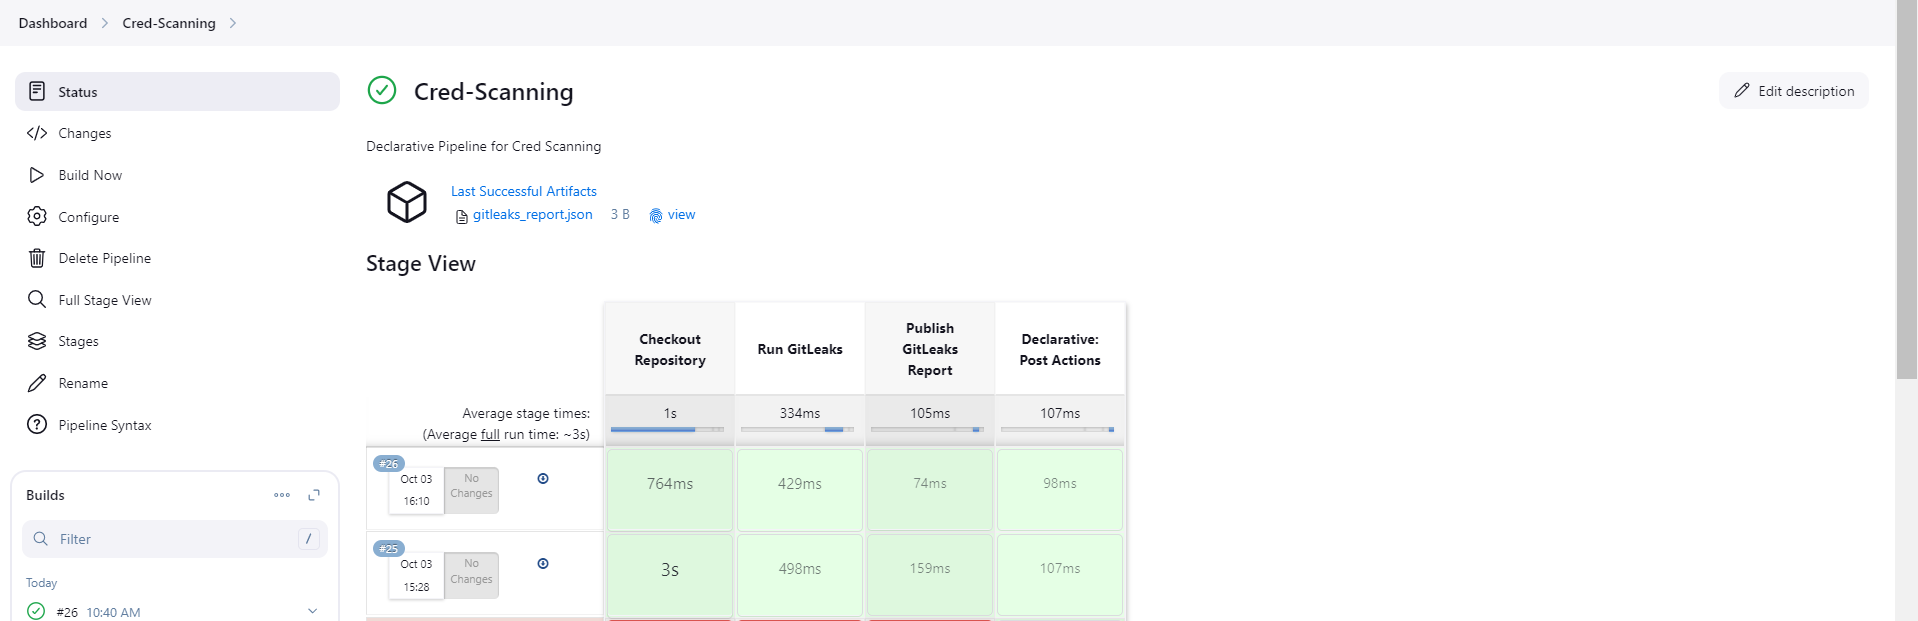 Dashboard
Cred-Scanning
Status
Changes
Build Now
Configure
Delete Pipeline
Full Stage View
Stages
Rename
Pipeline Syntax
Builds
Filter
/
Today
#26 10:40 AM
Cred-Scanning
Edit description
Declarative Pipeline for Cred Scanning
Last Successful Artifacts
gitleaks_report.json 3 B view
Stage View
Checkout
Repository
Run GitLeaks
Publish
GitLeaks
Report
Declarative:
Post Actions
Average stage times:
(Average full run time: ~3s)
1s
334ms
105ms
107ms
#26
Oct 03
16:10
No
Changes
764ms
429ms
74ms
98ms
#25
Oct 03
15:28
No
Changes
3s
498ms
159ms
107ms